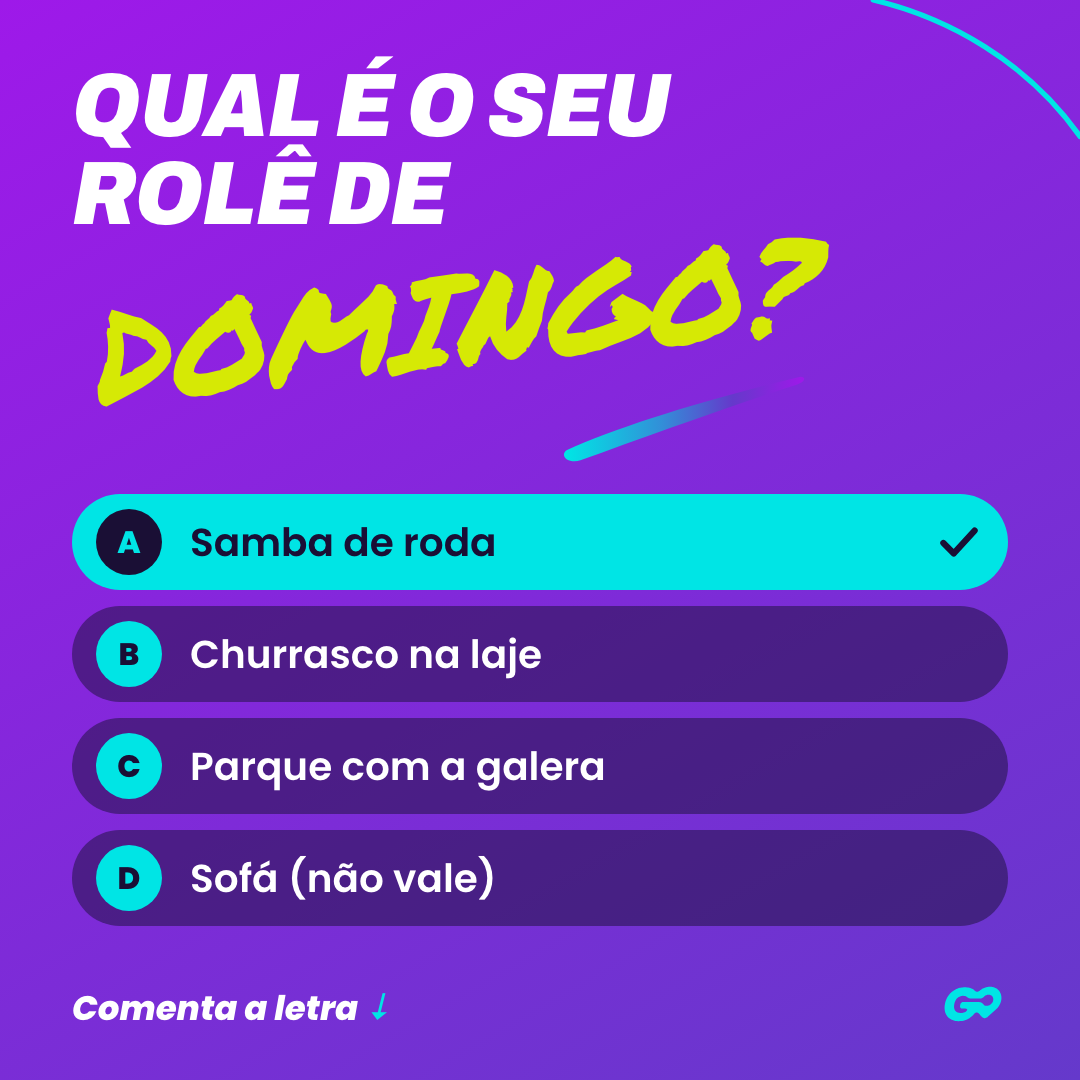 QUAL É O SEU
ROLÊ DE
DOMINGO?
A Samba de roda
B Churrasco na laje
C Parque com a galera
D Sofá (não vale)
Comenta a letra ↓